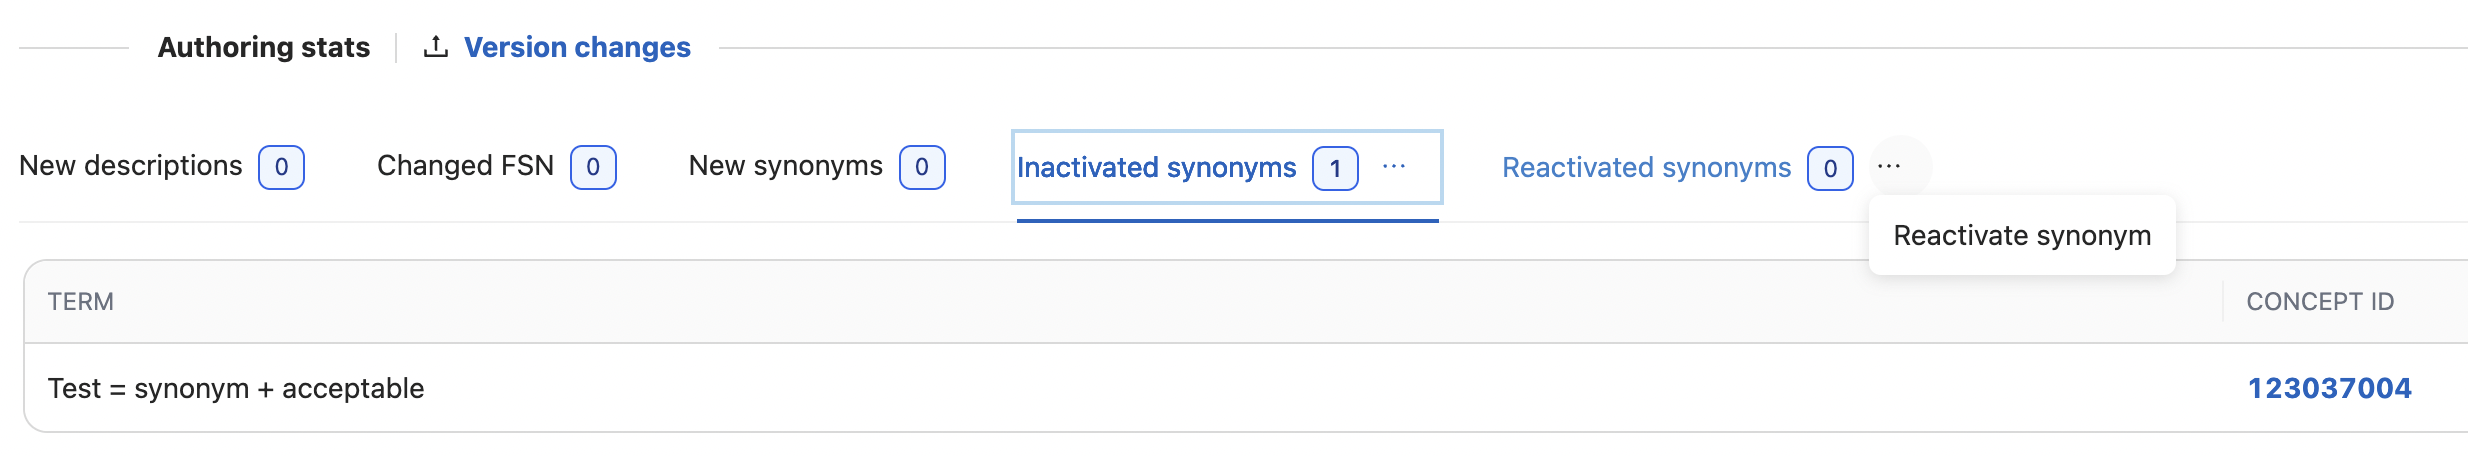 Authoring stats Version changes
New descriptions 0 Changed FSN 0 New synonyms 0 Inactivated synonyms 1 ... Reactivated synonyms 0 ...
Reactivate synonym
TERM CONCEPT ID
Test = synonym + acceptable 123037004